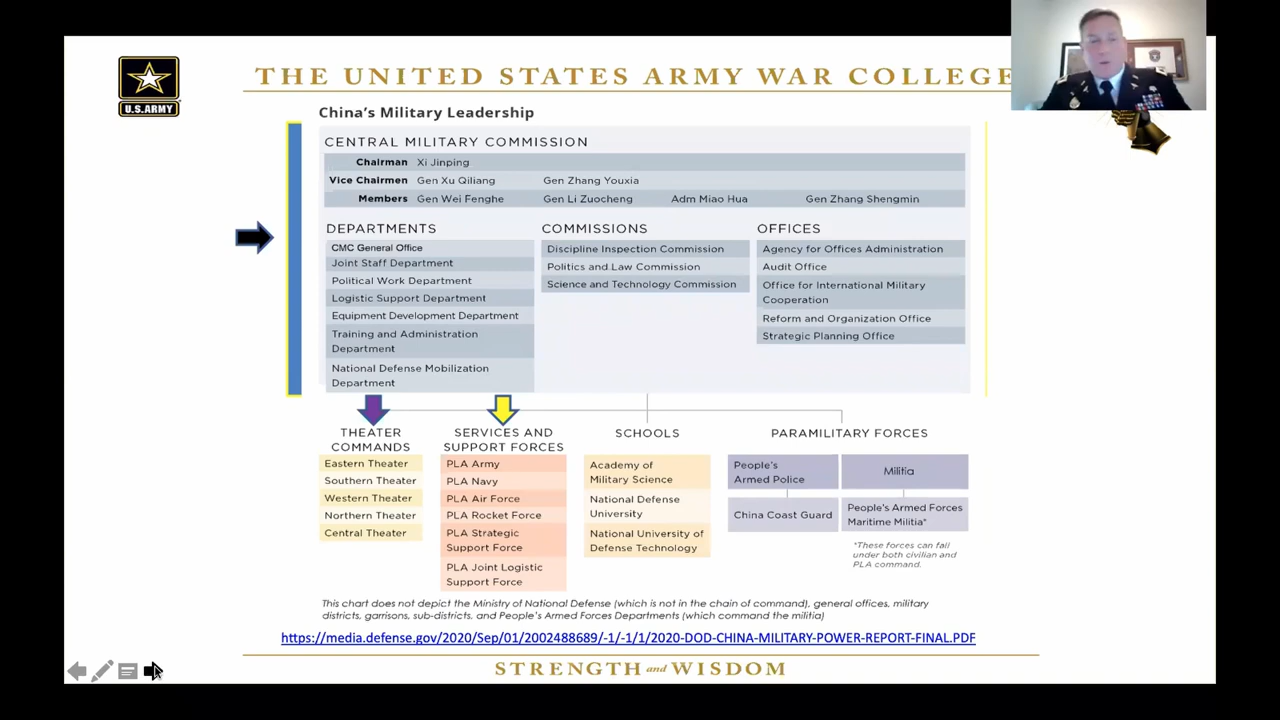 THE UNITED STATES ARMY WAR COLLEGE
U.S.ARMY
China's Military Leadership
CENTRAL MILITARY COMMISSION
Chairman Xi Jinping
Vice Chairmen Gen Xu Qiliang Gen Zhang Youxia
Members Gen Wei Fenghe Gen Li Zuocheng Adm Miao Hua Gen Zhang Shengmin
DEPARTMENTS
CMC General Office
Joint Staff Department
Political Work Department
Logistic Support Department
Equipment Development Department
Training and Administration
Department
National Defense Mobilization
Department
COMMISSIONS
Discipline Inspection Commission
Politics and Law Commission
Science and Technology Commission
OFFICES
Agency for Offices Administration
Audit Office
Office for International Military
Cooperation
Reform and Organization Office
Strategic Planning Office
THEATER
COMMANDS
Eastern Theater
Southern Theater
Western Theater
Northern Theater
Central Theater
SERVICES AND
SUPPORT FORCES
PLA Army
PLA Navy
PLA Air Force
PLA Rocket Force
PLA Strategic
Support Force
PLA Joint Logistic
Support Force
SCHOOLS
Academy of
Military Science
National Defense
University
National University of
Defense Technology
PARAMILITARY FORCES
People's
Armed Police
China Coast Guard
Militia
People's Armed Forces
Maritime Militia*
*These forces can fall
under both civilian and
PLA command.
This chart does not depict the Ministry of National Defense (which is not in the chain of command), general offices, military
districts, garrisons, sub-districts, and People's Armed Forces Departments (which command the militia)
https://media.defense.gov/2020/Sep/01/2002488689/-1/-1/1/2020-DOD-CHINA-MILITARY-POWER-REPORT-FINAL.PDF
STRENGTH and WISDOM